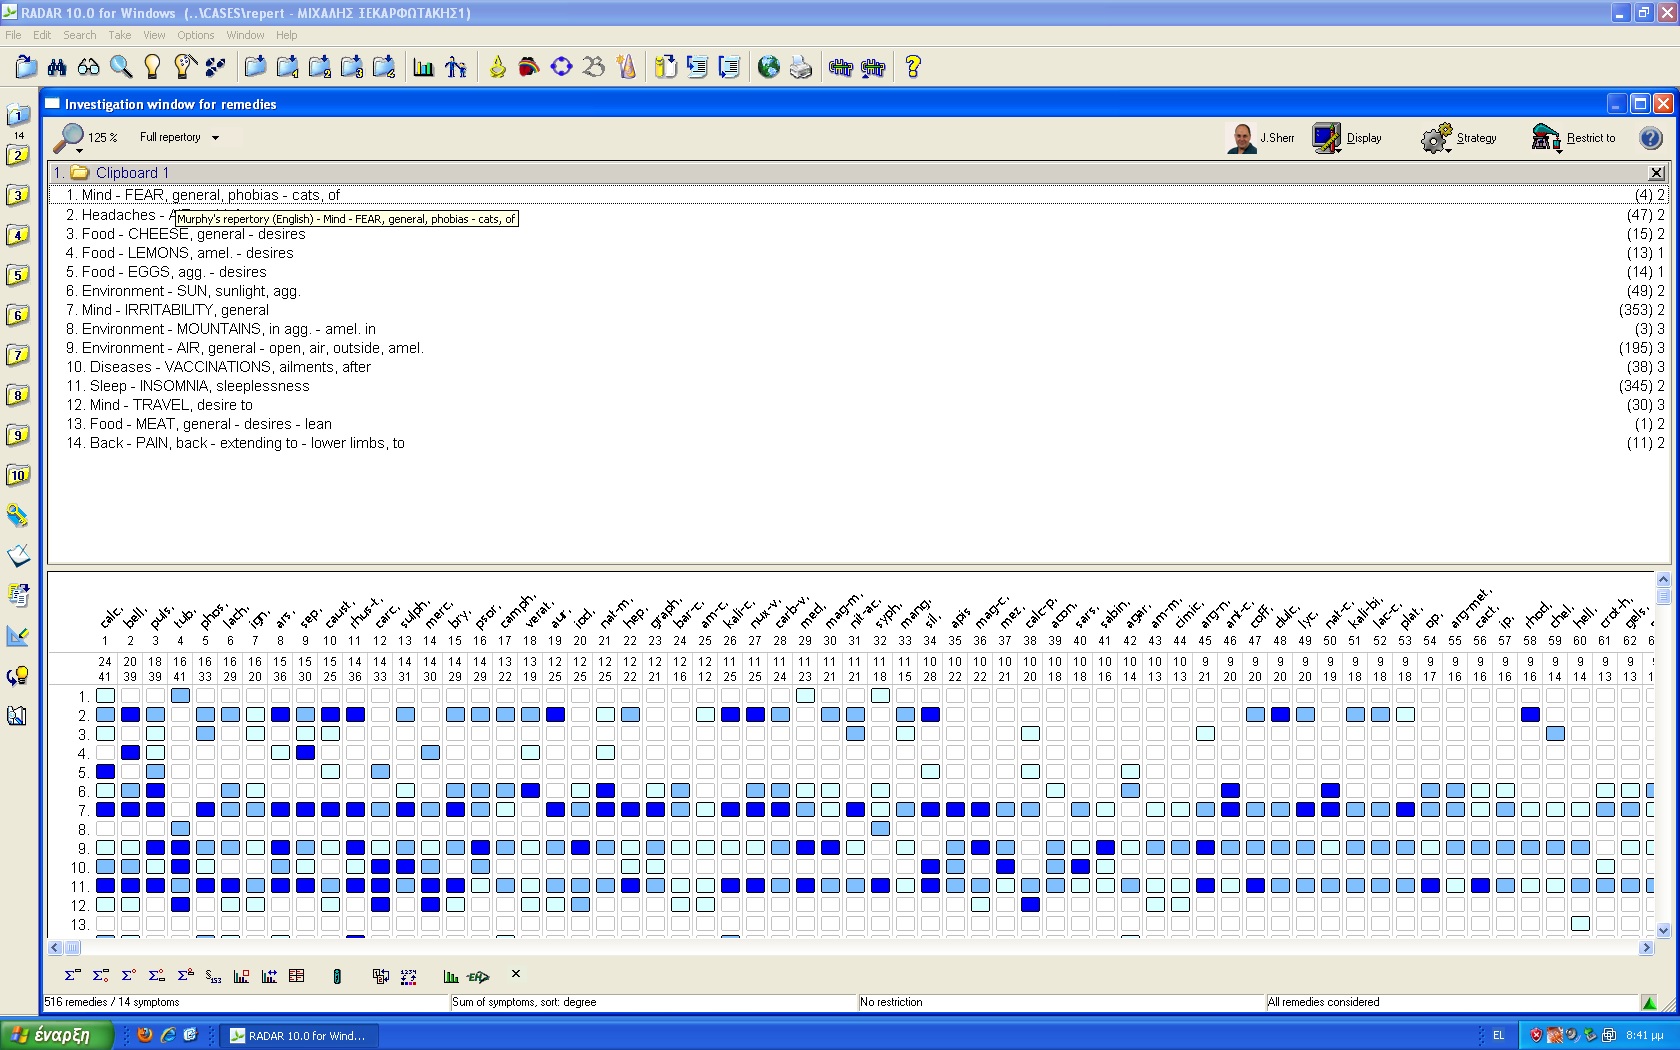 RADAR 10.0 for Windows (..\CASES\repert - ΜΙΧΑΛΗΣ ΞΕΚΑΡΦΩΤΑΚΗΣ1)
File Edit Search Take View Options Window Help
Investigation window for remedies
1
14
2
3
4
5
6
7
8
9
10
125 % Full repertory J.Sherr Display Strategy Restrict to
1. Clipboard 1
1. Mind - FEAR, general, phobias - cats, of (4) 2
2. Headaches - A (47) 2
Murphy's repertory (English) - Mind - FEAR, general, phobias - cats, of
3. Food - CHEESE, general - desires (15) 2
4. Food - LEMONS, amel. - desires (13) 1
5. Food - EGGS, agg. - desires (14) 1
6. Environment - SUN, sunlight, agg. (49) 2
7. Mind - IRRITABILITY, general (353) 2
8. Environment - MOUNTAINS, in agg. - amel. in (3) 3
9. Environment - AIR, general - open, air, outside, amel. (195) 3
10. Diseases - VACCINATIONS, ailments, after (38) 3
11. Sleep - INSOMNIA, sleeplessness (345) 2
12. Mind - TRAVEL, desire to (30) 3
13. Food - MEAT, general - desires - lean (1) 2
14. Back - PAIN, back - extending to - lower limbs, to (11) 2
calc. bell. puls. tub. phos. lach. ign. ars. sep. caust. rhus-t. carc. sulph. merc. bry. psor. camph. verat. aur. iod. nat-m. hep. graph. bar-c. am-c. kali-c. nux-v. carb-v. med. mag-m. nit-ac. syph. mang. sil. apis mag-c. mez. calc-p. acon. sars. sabin. agar. am-m. cimic. arg-n. ant-c. coff. dulc. lyc. nat-c. kali-bi. lac-c. plat. op. arg-met. cact. ip. rhod. chel. hell. crot-h. gels.
1 2 3 4 5 6 7 8 9 10 11 12 13 14 15 16 17 18 19 20 21 22 23 24 25 26 27 28 29 30 31 32 33 34 35 36 37 38 39 40 41 42 43 44 45 46 47 48 49 50 51 52 53 54 55 56 57 58 59 60 61 62
24 20 18 16 16 16 16 15 15 15 14 14 14 14 13 13 13 13 12 12 12 12 12 11 11 11 11 11 11 11 11 11 11 10 10 10 10 10 10 10 10 10 10 10 9 9 9 9 9 9 9 9 9 9 9 9 9 9 9 9 9 9
41 39 39 41 33 29 20 36 30 25 36 33 31 30 29 29 22 19 25 25 25 22 21 16 12 28 25 24 23 21 21 18 15 28 22 22 21 20 18 18 16 14 13 13 21 20 20 20 20 19 18 18 18 17 16 16 16 16 14 14 13 13
1.
2.
3.
4.
5.
6.
7.
8.
9.
10.
11.
12.
13.
516 remedies / 14 symptoms Sum of symptoms, sort: degree No restriction All remedies considered
έναρξη RADAR 10.0 for Wind... EL 8:41 μμ